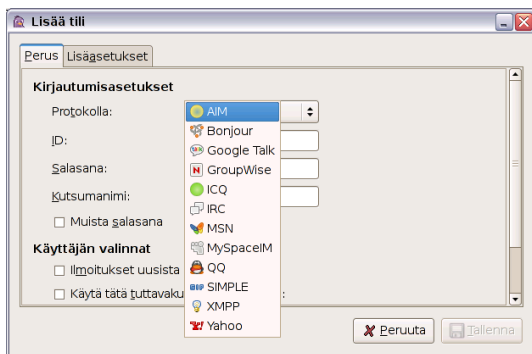 Lisää tili
Perus
Lisäasetukset
Kirjautumisasetukset
Protokolla:
ID:
Salasana:
Kutsumanimi:
Muista salasana
Käyttäjän valinnat
Ilmoitukset uusista
Käytä tätä tuttavaku :
AIM
Bonjour
Google Talk
GroupWise
ICQ
IRC
MSN
MySpaceIM
QQ
SIMPLE
XMPP
Yahoo
Peruuta
Tallenna